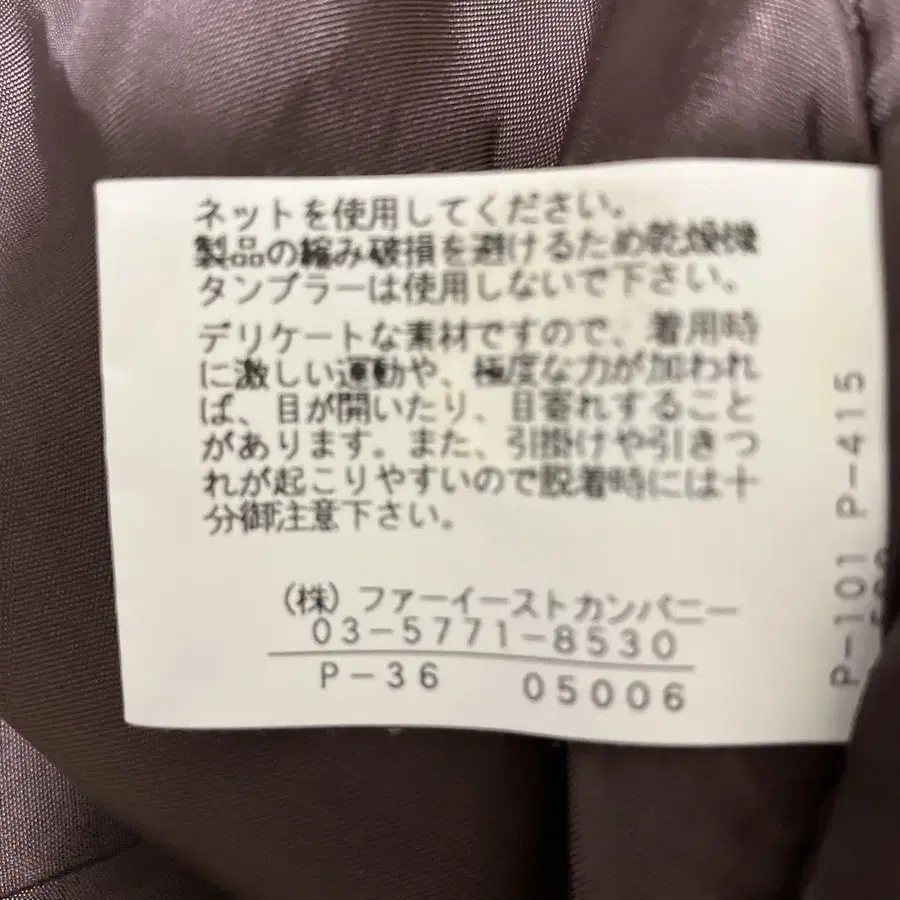 ネットを使用してください。
製品の縮み破損を避けるため乾燥機
タンブラーは使用しないで下さい。
デリケートな素材ですので、着用時
に激しい運動や、極度な力が加われ
ば、目が開いたり、目寄れすること
があります。また、引掛けや引きつ
れが起こりやすいので脱着時には十
分御注意下さい。
(株)ファーイーストカンパニー
03-5771-8530
P-36 05006
P-101 P-415